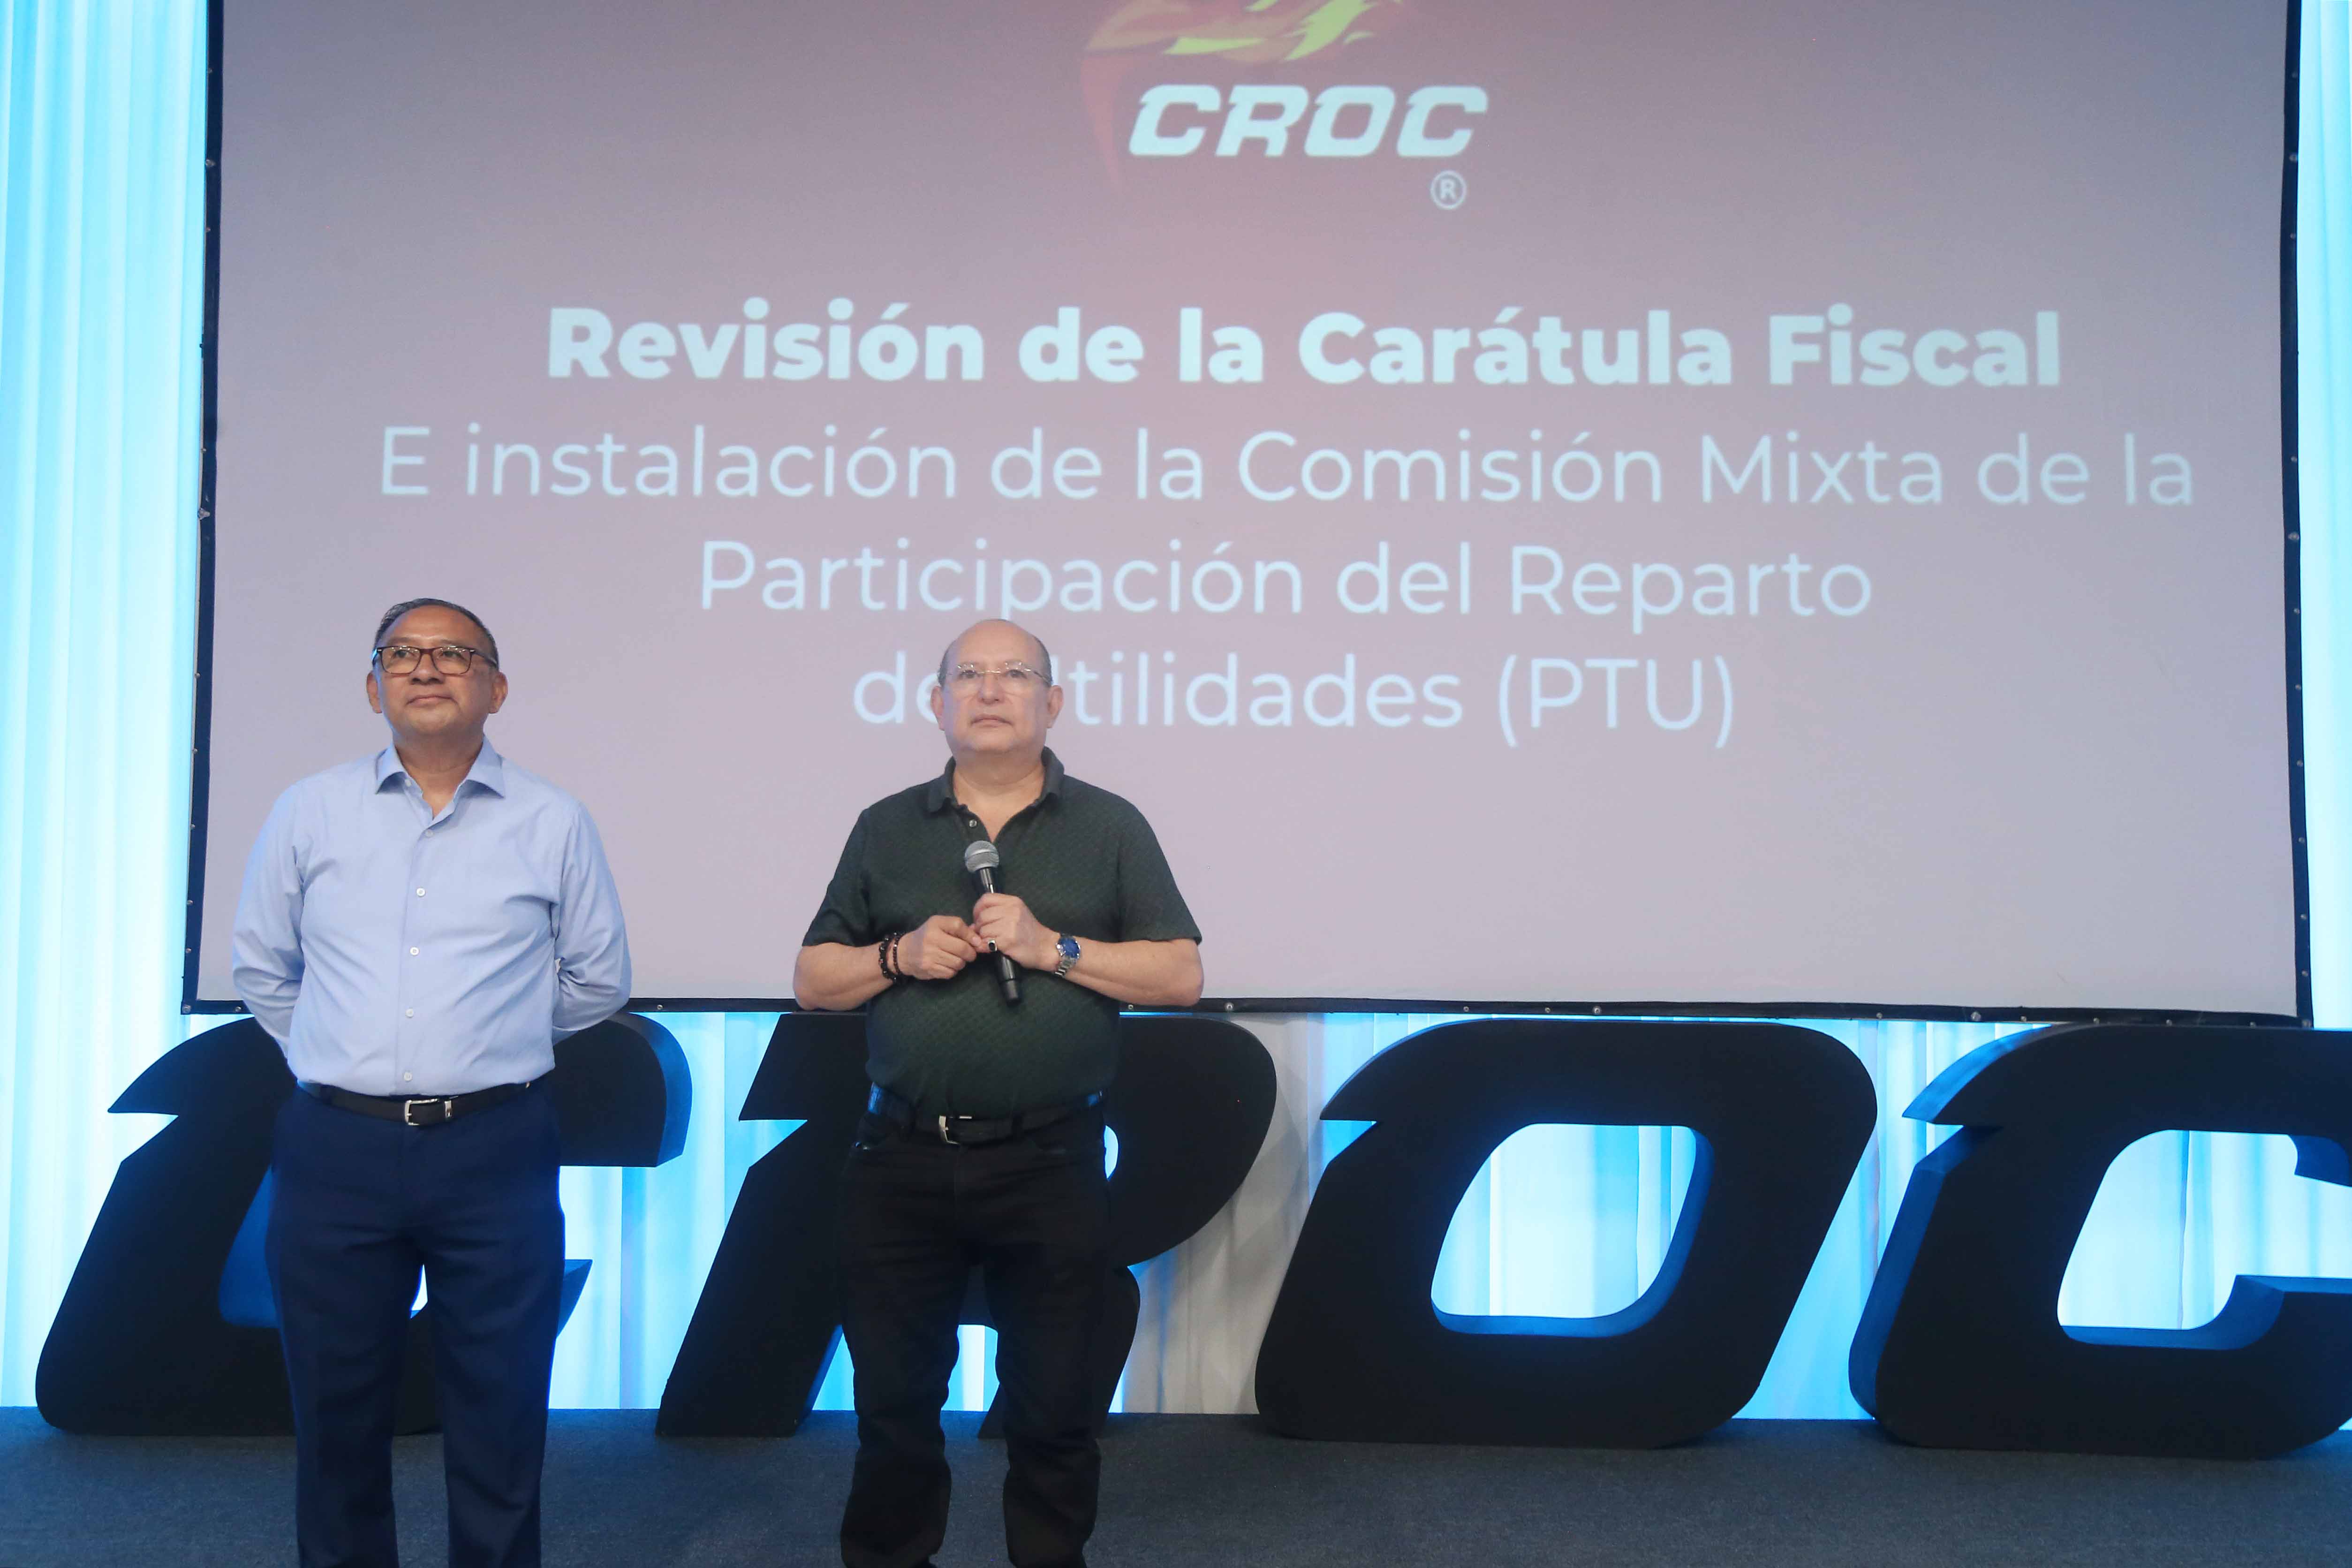 CROC
®
Revisión de la Carátula Fiscal
E instalación de la Comisión Mixta de la
Participación del Reparto
de tilidades (PTU)
CROC